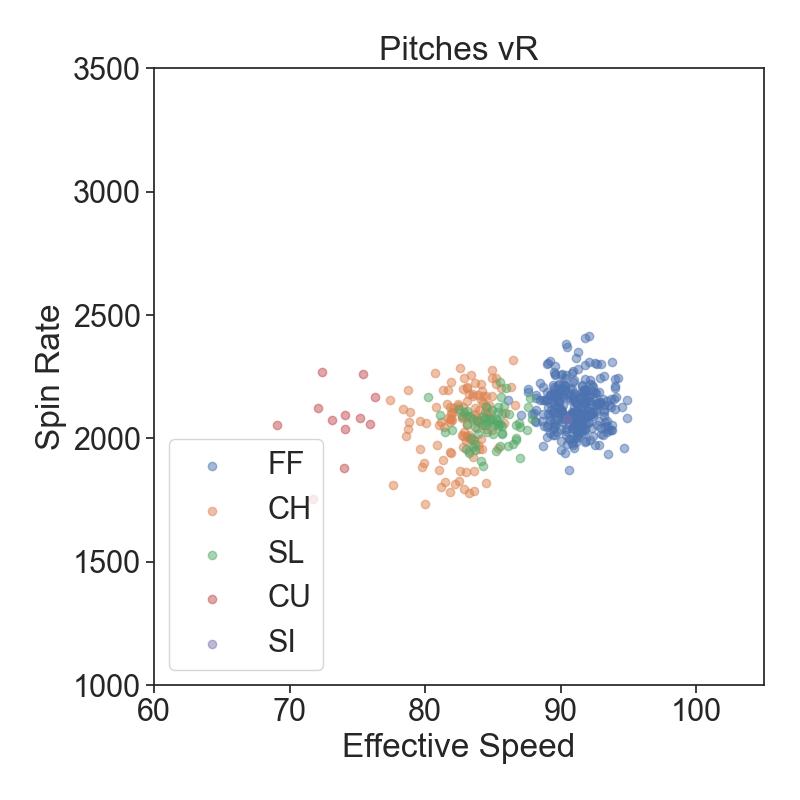 Pitches vR
3500
3000
2500
2000
1500
1000
Spin Rate
FF
CH
SL
CU
SI
60 70 80 90 100
Effective Speed